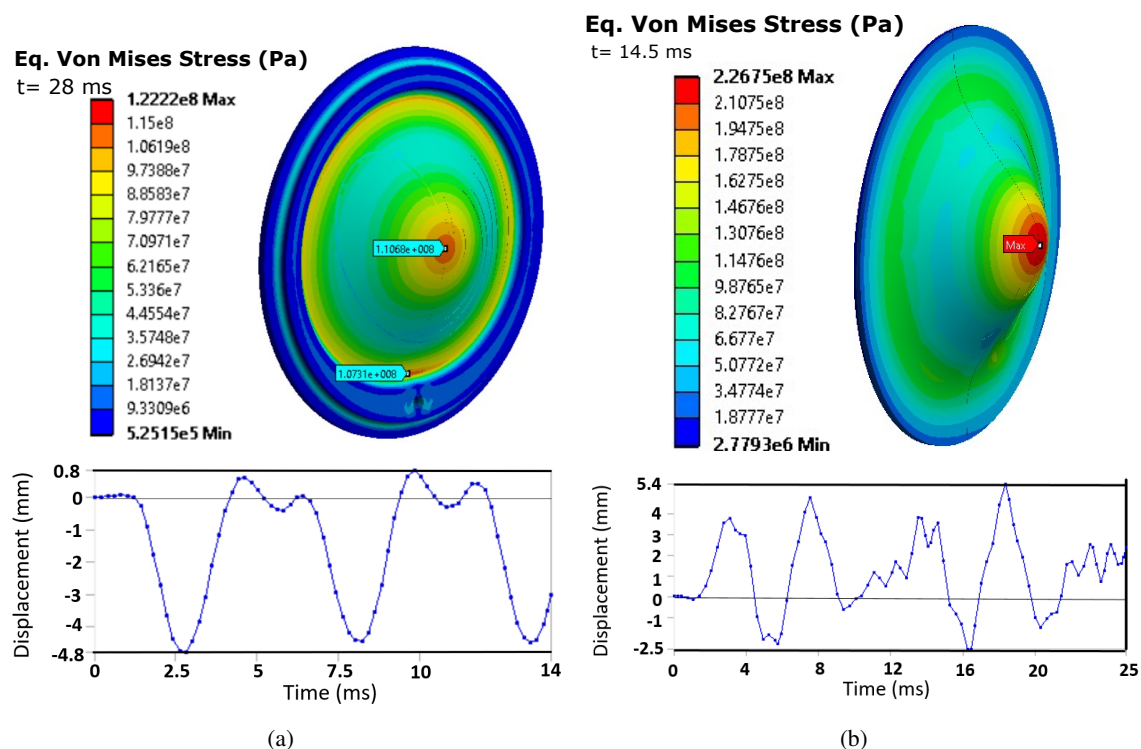 Eq. Von Mises Stress (Pa)
t= 28 ms
1.2222e8 Max
1.15e8
1.0619e8
9.7388e7
8.8583e7
7.9777e7
7.0971e7
6.2165e7
5.336e7
4.4554e7
3.5748e7
2.6942e7
1.8137e7
9.3309e6
5.2515e5 Min
1.1068e+008
1.0731e+008
Displacement (mm)
0.8
0
-1
-2
-3
-4
-4.8
0 2.5 5 7.5 10 14
Time (ms)
(a)
Eq. Von Mises Stress (Pa)
t= 14.5 ms
2.2675e8 Max
2.1075e8
1.9475e8
1.7875e8
1.6275e8
1.4676e8
1.3076e8
1.1476e8
9.8765e7
8.2767e7
6.677e7
5.0772e7
3.4774e7
1.8777e7
2.7793e6 Min
Max
Displacement (mm)
5.4
4
3
2
1
0
-1
-2.5
0 4 8 12 16 20 25
Time (ms)
(b)